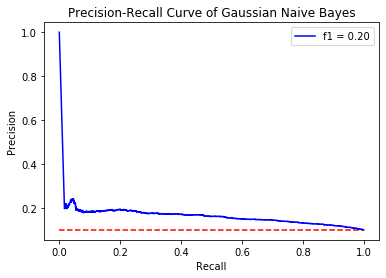 Precision-Recall Curve of Gaussian Naive Bayes
f1 = 0.20
Precision
1.0
0.8
0.6
0.4
0.2
0.0 0.2 0.4 0.6 0.8 1.0
Recall